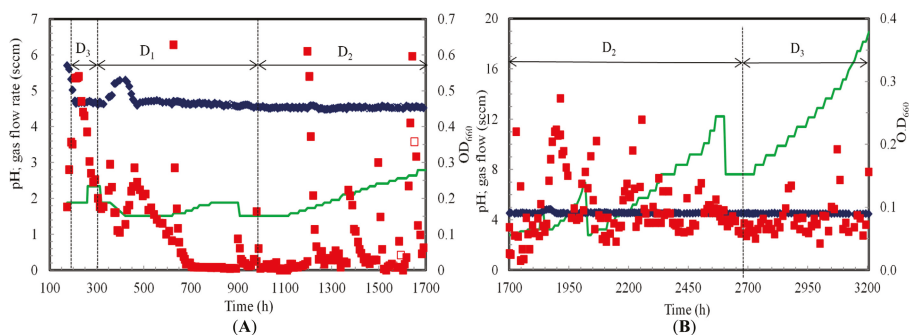 7 0.7
6 0.6
5 0.5
4 0.4
3 0.3
2 0.2
1 0.1
0 0.0
D3 D1 D2
pH, gas flow rate (sccm)
OD660
100 300 500 700 900 1100 1300 1500 1700
Time (h)
(A)
20 0.4
16 0.3
12 0.2
8 0.1
4 0.0
0
D2 D3
pH; gas flow (sccm)
O.D660
1700 1950 2200 2450 2700 2950 3200
Time (h)
(B)